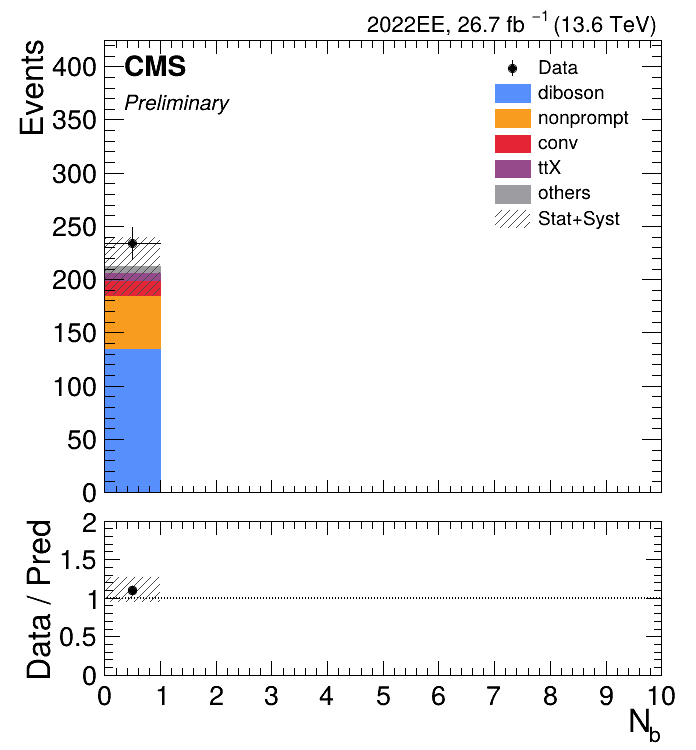 2022EE, 26.7 fb⁻¹ (13.6 TeV)
CMS
Preliminary
Events
400
350
300
250
200
150
100
50
0
Data
diboson
nonprompt
conv
ttX
others
Stat+Syst
Data / Pred
2
1.5
1
0.5
0
0 1 2 3 4 5 6 7 8 9 10
N_b